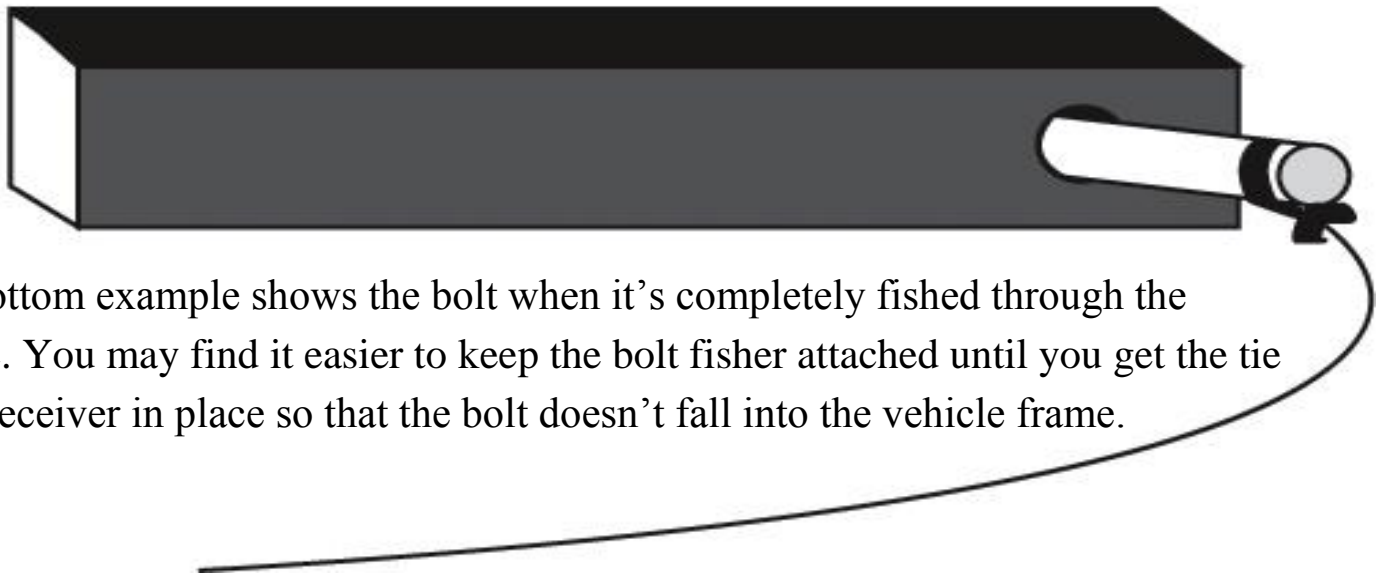 ottom example shows the bolt when it’s completely fished through the
. You may find it easier to keep the bolt fisher attached until you get the tie
eceiver in place so that the bolt doesn’t fall into the vehicle frame.